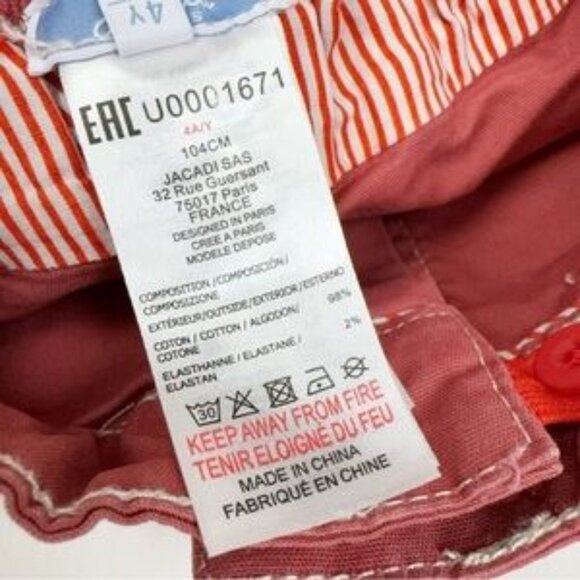 4Y
EAC U0001671
4A/Y
104CM
JACADI SAS
32 Rue Guersant
75017 Paris
FRANCE
DESIGNED IN PARIS
CREE A PARIS
MODELE DEPOSE
COMPOSITION /COMPOSICIÓN /
COMPOSIZIONE
EXTÉRIEUR/OUTSIDE/EXTERIOR/ESTERNO
COTON / COTTON / ALGODON/ 98%
COTONE
ELASTHANNE / ELASTANE / 2%
ELASTAN
30
KEEP AWAY FROM FIRE
TENIR ELOIGNÉ DU FEU
MADE IN CHINA
FABRIQUÉ EN CHINE